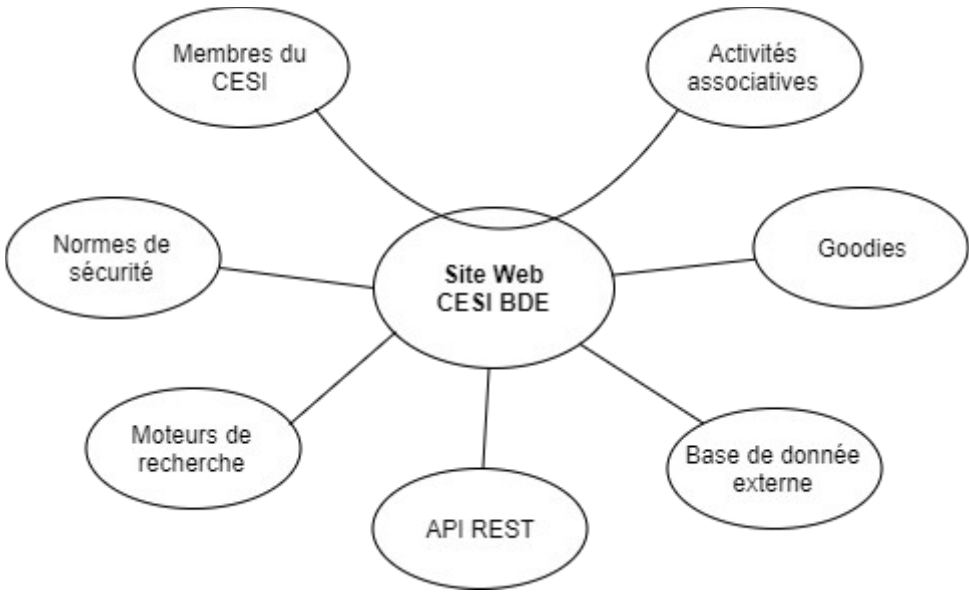 Membres du
CESI
Activités
associatives
Normes de
sécurité
Site Web
CESI BDE
Goodies
Moteurs de
recherche
Base de donnée
externe
API REST